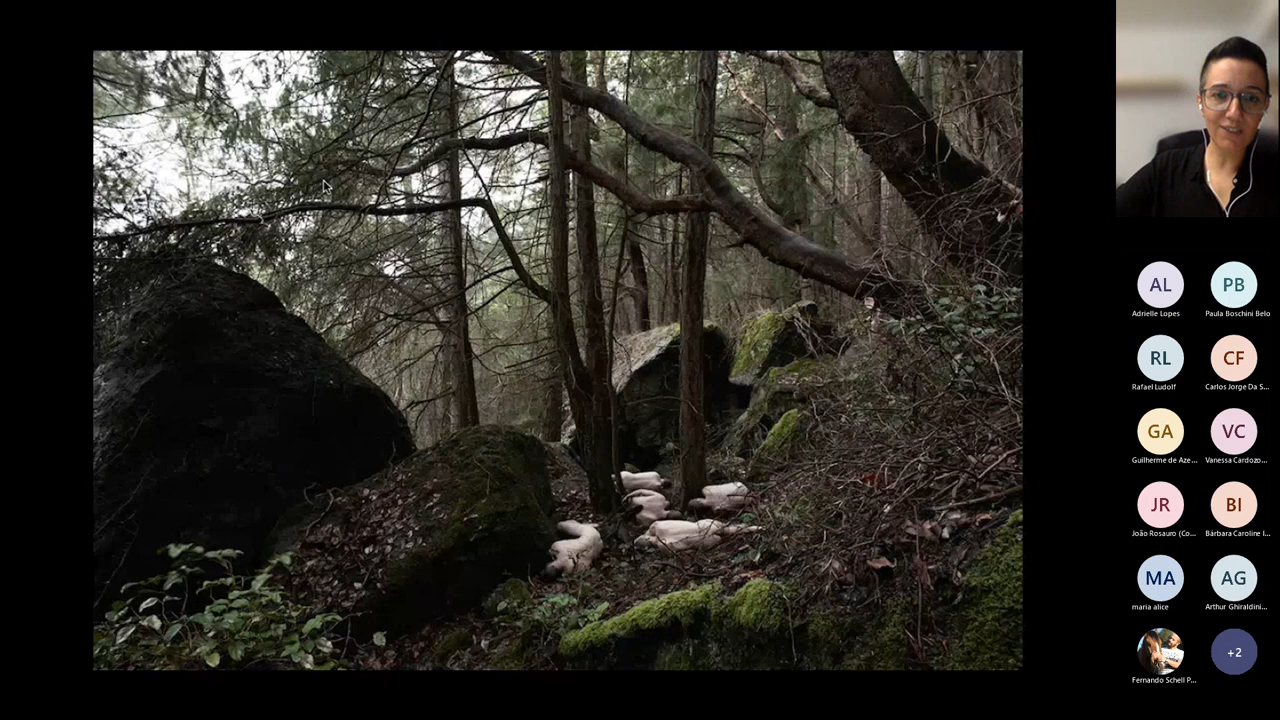 AL PB
Adrielle Lopes Paula Boschini Belo
RL CF
Rafael Ludolf Carlos Jorge Da S...
GA VC
Guilherme de Aze... Vanessa Cardozo...
JR BI
João Rosauro (Co... Bárbara Caroline I...
MA AG
maria alice Arthur Ghiraldini...
+2
Fernando Schell P...